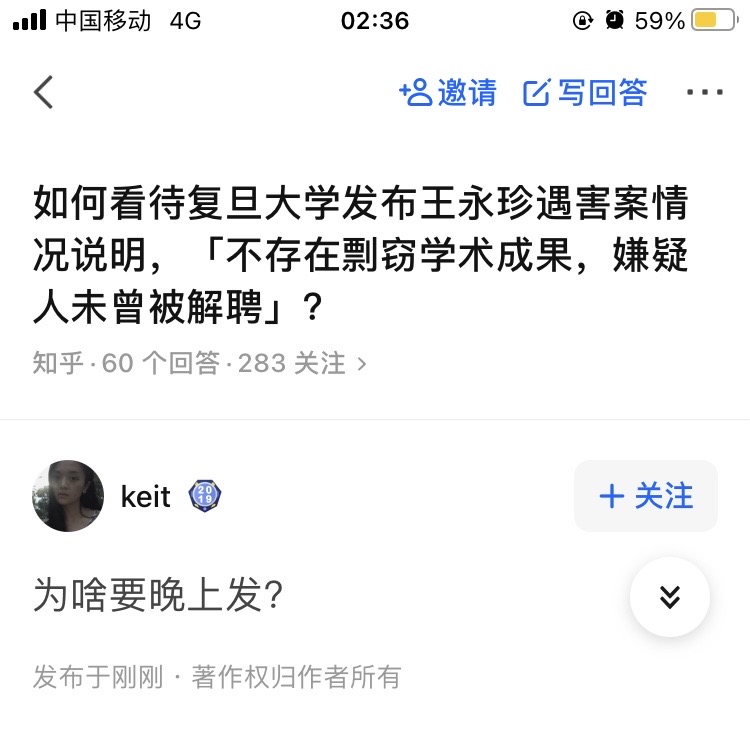 中国移动 4G 02:36 59%
邀请 写回答
如何看待复旦大学发布王永珍遇害案情
况说明，「不存在剽窃学术成果，嫌疑
人未曾被解聘」？
知乎 · 60 个回答 · 283 关注 >
keit 2019 + 关注
为啥要晚上发?
发布于刚刚 · 著作权归作者所有